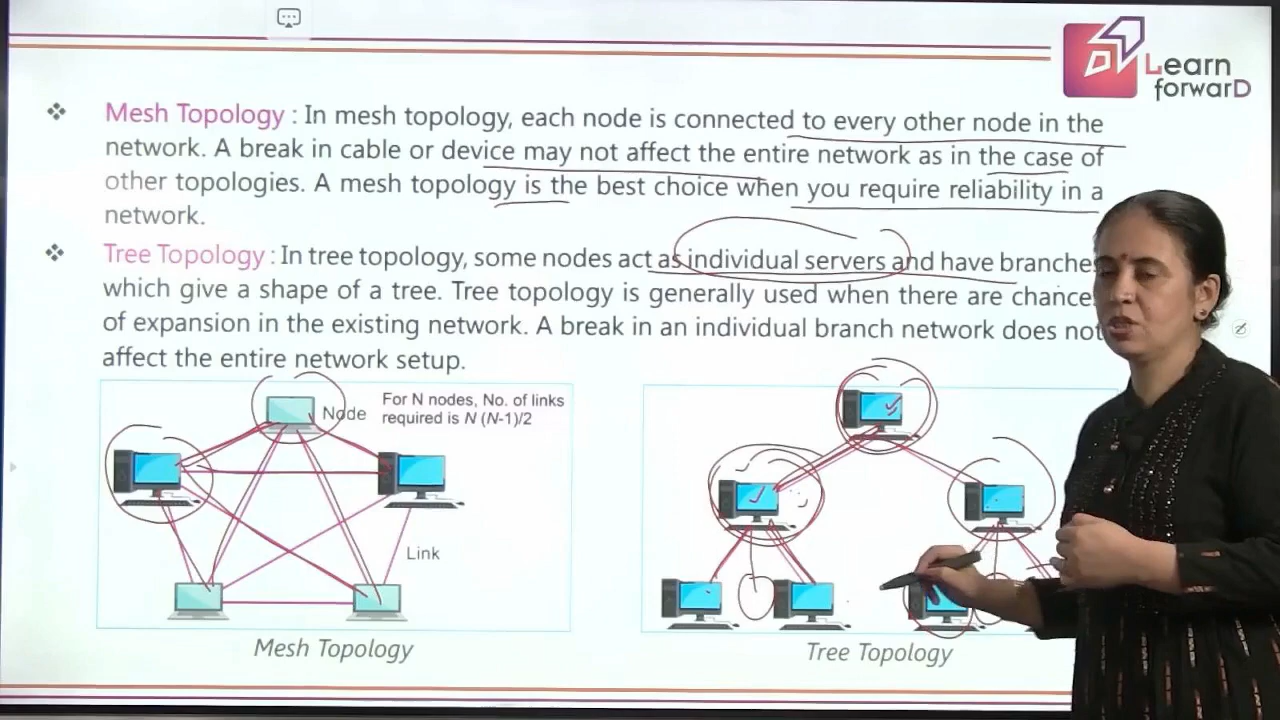 Learn
forwarD
Mesh Topology : In mesh topology, each node is connected to every other node in the
network. A break in cable or device may not affect the entire network as in the case of
other topologies. A mesh topology is the best choice when you require reliability in a
network.
Tree Topology : In tree topology, some nodes act as individual servers and have branches
which give a shape of a tree. Tree topology is generally used when there are chance
of expansion in the existing network. A break in an individual branch network does not
affect the entire network setup.
Node
For N nodes, No. of links
required is N (N-1)/2
Link
Mesh Topology
Tree Topology